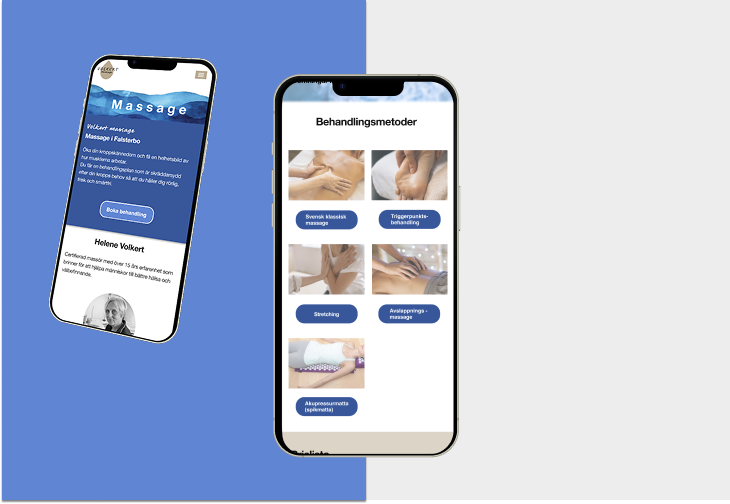 VOLKERT
Massage
Volkert massage
Massage i Falsterbo
Öka din kroppskännedom och få en helhetsbild av
hur musklerna arbetar.
Du får en behandlingsplan som är skräddarsydd
efter din kropps behov så att du håller dig rörlig,
frisk och smärtfri.
Boka behandling
Helene Volkert
Certifierad massör med över 15 års erfarenhet som
brinner för att hjälpa människor till bättre hälsa och
välbefinnande.
Behandlingsmetoder
Svensk klassisk
massage
Triggerpunkts-
behandling
Stretching
Avslappnings -
massage
Akupressurmatta
(spikmatta)
Prislista